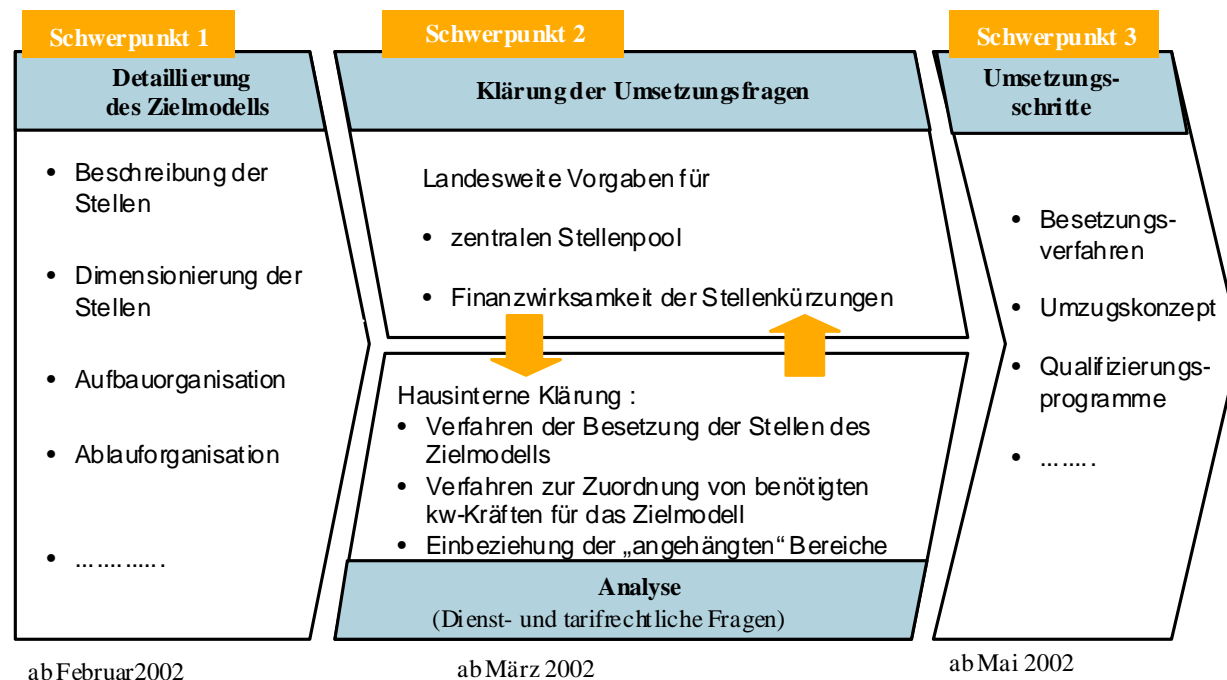 Schwerpunkt 1
Detaillierung
des Zielmodells
• Beschreibung der
Stellen
• Dimensionierung der
Stellen
• Aufbauorganisation
• Ablauforganisation
• ............
ab Februar2002
Schwerpunkt 2
Klärung der Umsetzungsfragen
Landesweite Vorgaben für
• zentralen Stellenpool
• Finanzwirksamkeit der Stellenkürzungen
Hausinterne Klärung :
• Verfahren der Besetzung der Stellen des
Zielmodells
• Verfahren zur Zuordnung von benötigten
kw-Kräften für das Zielmodell
• Einbeziehung der „angehängten“ Bereiche
Analyse
(Dienst- und tarifrechtliche Fragen)
ab März 2002
Schwerpunkt 3
Umsetzungs-
schritte
• Besetzungs-
verfahren
• Umzugskonzept
• Qualifizierungs-
programme
• ........
ab Mai 2002